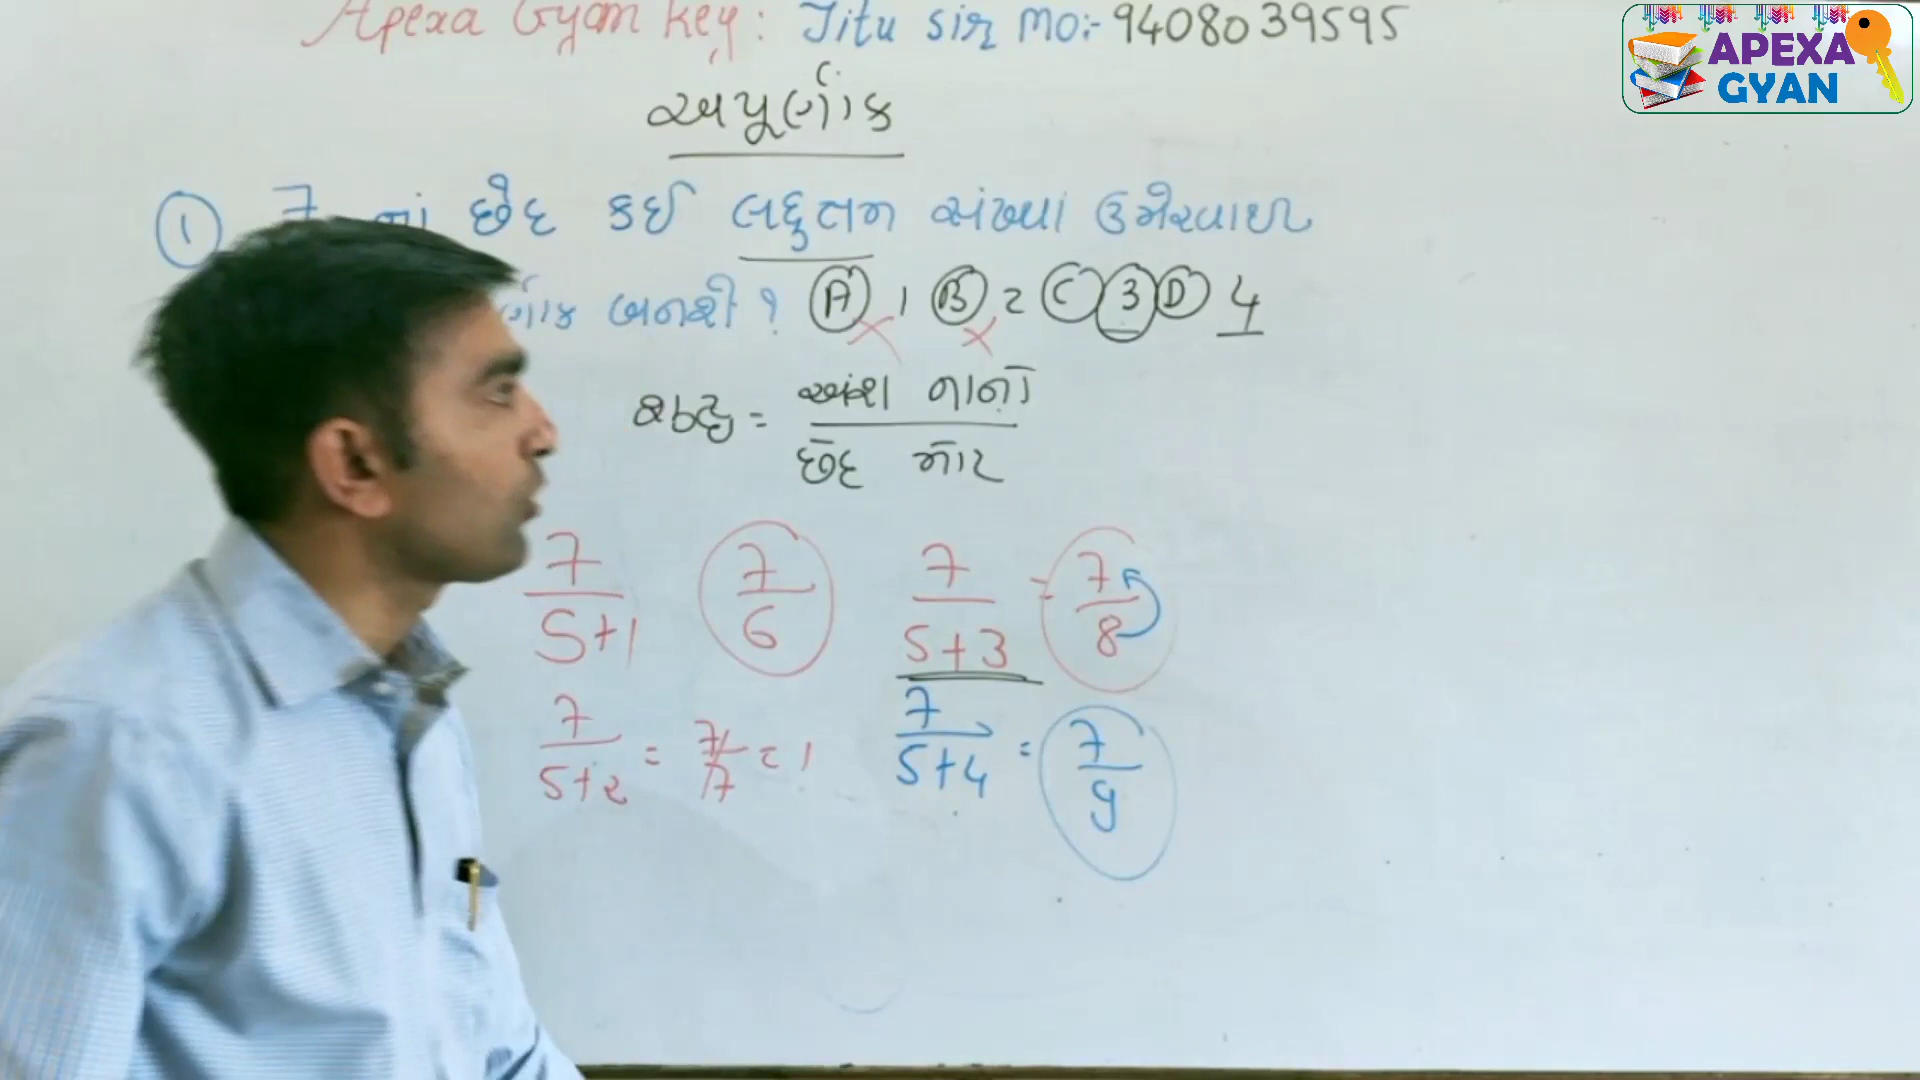 Apexa Gyan Key: Jitu sir mo:- 9408039595
APEXA
GYAN
અપૂર્ણાંક
① 7 નાં છેદ કઈ લઘુત્તમ સંખ્યા ઉમેરવાથી
ર્ણાંક બનશે ? Ⓐ 1 Ⓑ 2 Ⓒ 3 Ⓓ 4
શુદ્ધ = અંશ નાનો / છેદ મોટ
7/5+1 7/6 7/5+3 = 7/8
7/5+2 = 7/7 = 1 7/5+4 = 7/9